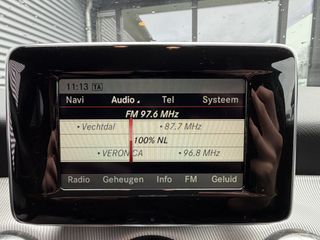 11:13 TA
Navi Audio Tel Systeem
FM 97.6 MHz
• Vechtdal • 87.7 MHz
100% NL
• VERONICA • 96.8 MHz
Radio Geheugen Info FM Geluid